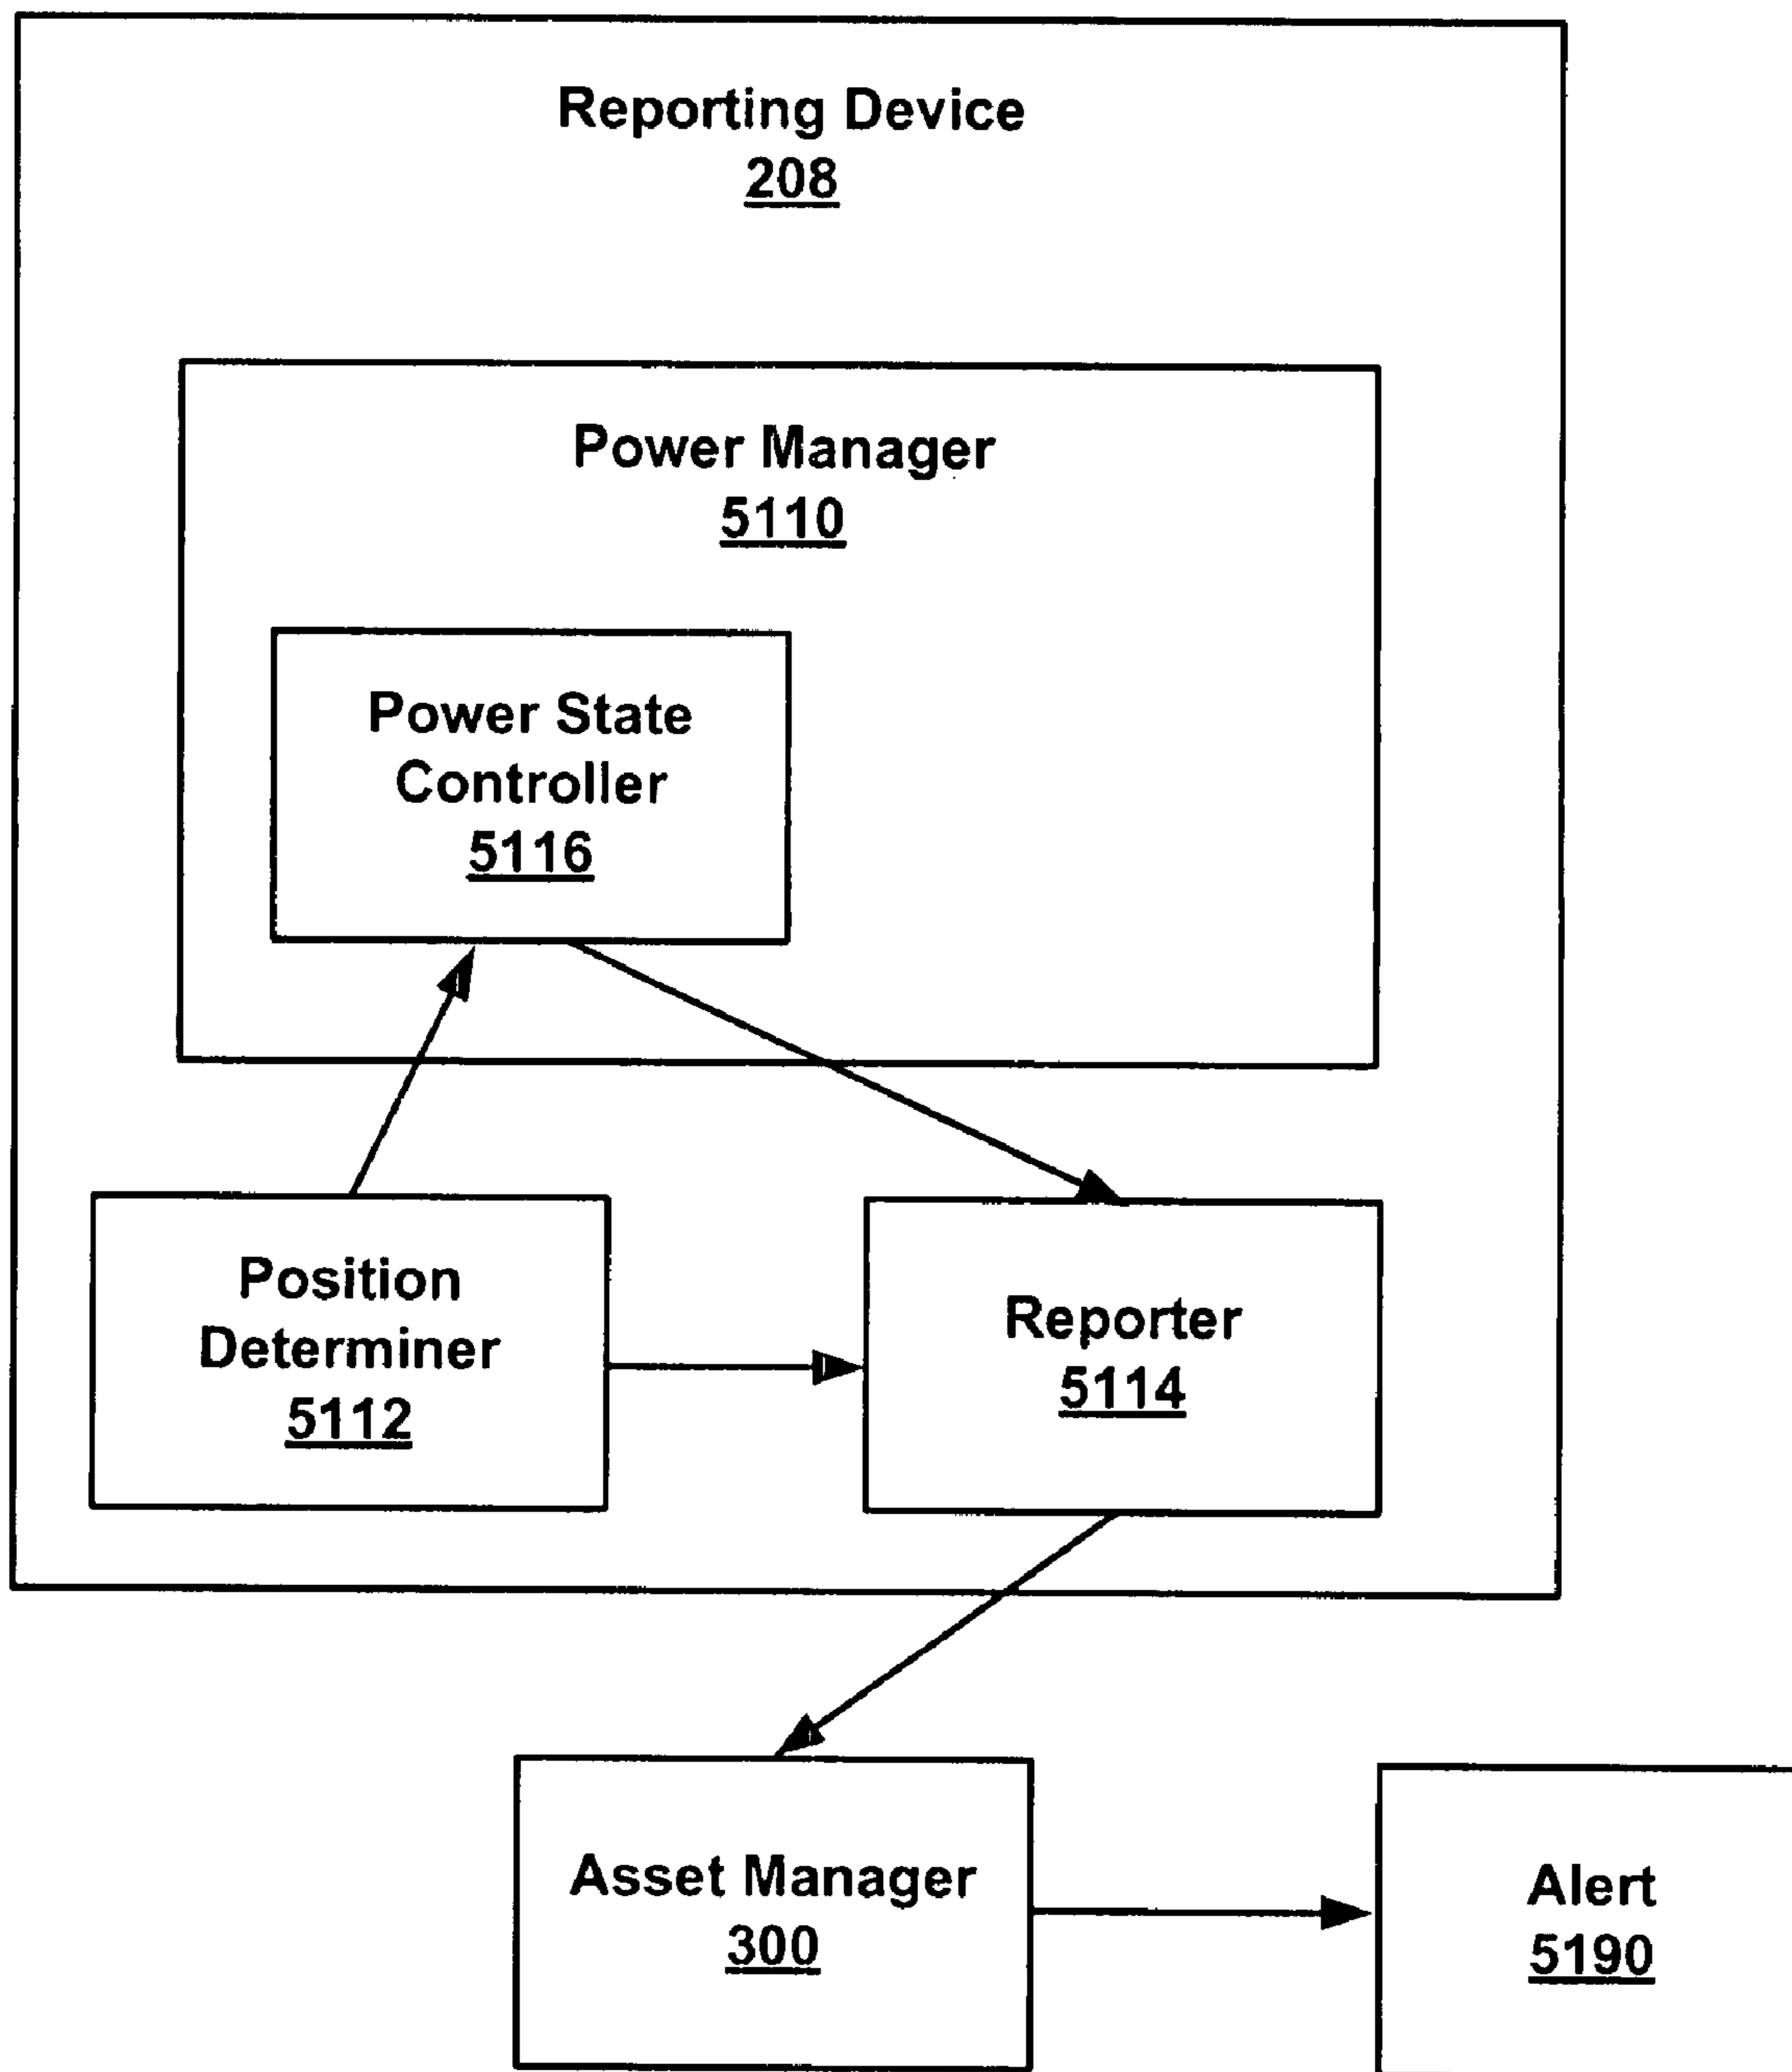 Reporting Device
208
Power Manager
5110
Power State
Controller
5116
Position
Determiner
5112
Reporter
5114
Asset Manager
300
Alert
5190